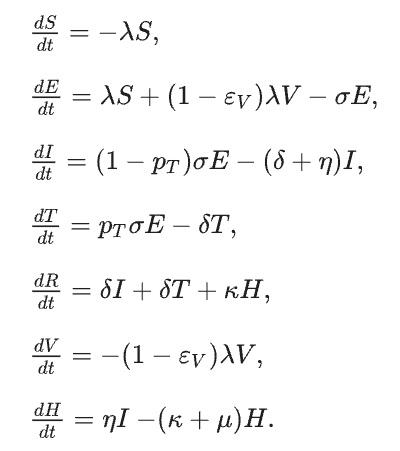 dS/dt = −λS,
dE/dt = λS + (1 − ε_V)λV − σE,
dI/dt = (1 − p_T)σE − (δ + η)I,
dT/dt = p_TσE − δT,
dR/dt = δI + δT + κH,
dV/dt = −(1 − ε_V)λV,
dH/dt = ηI −(κ + μ)H.